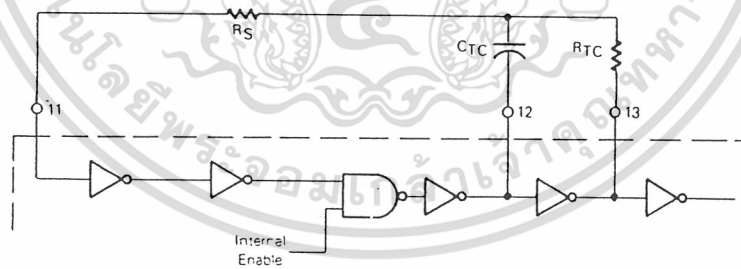 RS
CTC
RTC
11
12
13
Internal
Enable